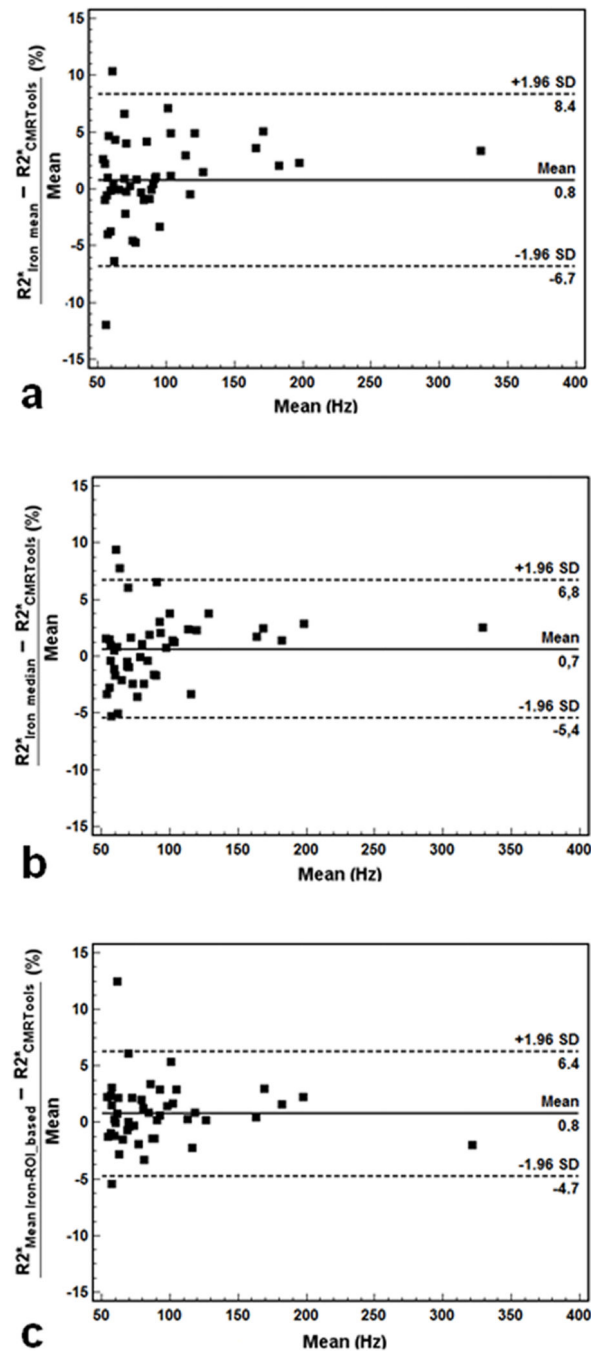 R2*Iron mean − R2*CMRTools (%)
Mean
15
10
5
0
-5
-10
-15
+1.96 SD
8.4
Mean
0.8
-1.96 SD
-6.7
50 100 150 200 250 300 350 400
Mean (Hz)
a
R2*Iron median − R2*CMRTools (%)
Mean
15
10
5
0
-5
-10
-15
+1.96 SD
6,8
Mean
0,7
-1.96 SD
-5,4
50 100 150 200 250 300 350 400
Mean (Hz)
b
R2*Mean Iron-ROI_based − R2*CMRTools (%)
Mean
15
10
5
0
-5
-10
-15
+1.96 SD
6.4
Mean
0.8
-1.96 SD
-4.7
50 100 150 200 250 300 350 400
Mean (Hz)
c